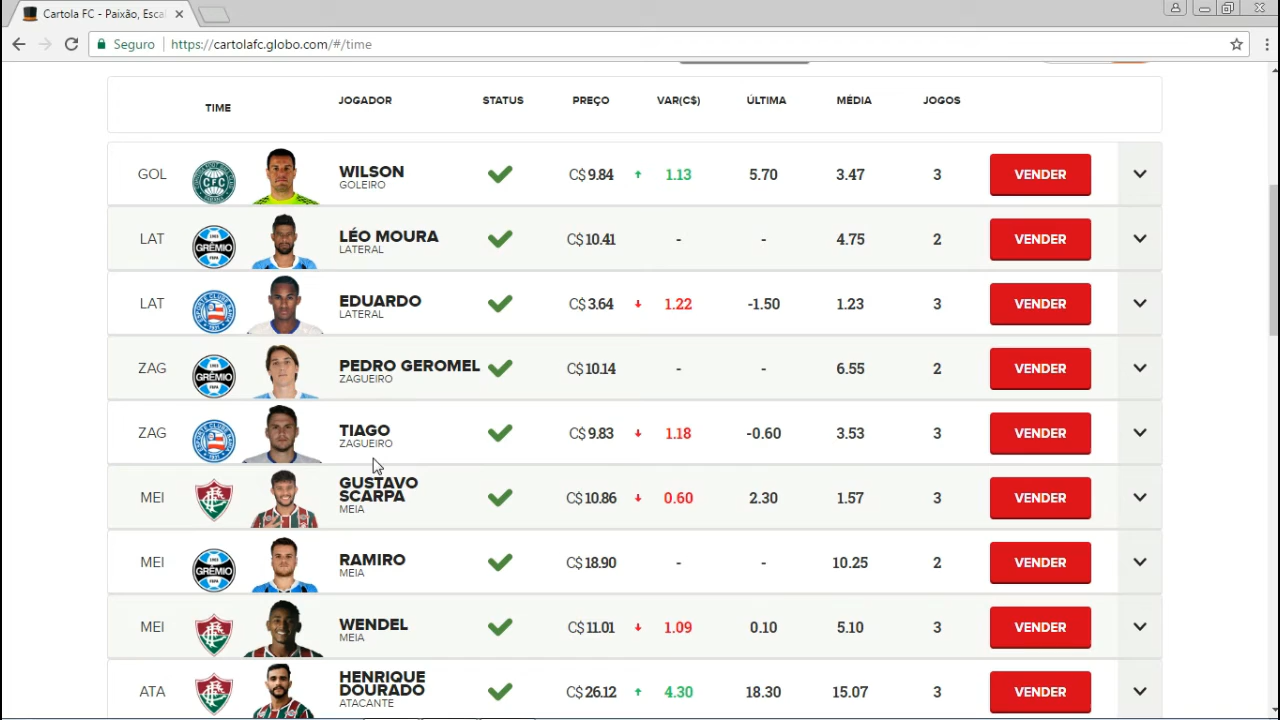 Cartola FC - Paixão, Esca
Seguro https://cartolafc.globo.com/#/time
TIME JOGADOR STATUS PREÇO VAR(C$) ÚLTIMA MÉDIA JOGOS
GOL CFC WILSON GOLEIRO C$ 9.84 1.13 5.70 3.47 3 VENDER
LAT GRÊMIO LÉO MOURA LATERAL C$ 10.41 - - 4.75 2 VENDER
LAT EDUARDO LATERAL C$ 3.64 1.22 -1.50 1.23 3 VENDER
ZAG GRÊMIO PEDRO GEROMEL ZAGUEIRO C$ 10.14 - - 6.55 2 VENDER
ZAG TIAGO ZAGUEIRO C$ 9.83 1.18 -0.60 3.53 3 VENDER
MEI GUSTAVO SCARPA MEIA C$ 10.86 0.60 2.30 1.57 3 VENDER
MEI GRÊMIO RAMIRO MEIA C$ 18.90 - - 10.25 2 VENDER
MEI WENDEL MEIA C$ 11.01 1.09 0.10 5.10 3 VENDER
ATA HENRIQUE DOURADO ATACANTE C$ 26.12 4.30 18.30 15.07 3 VENDER